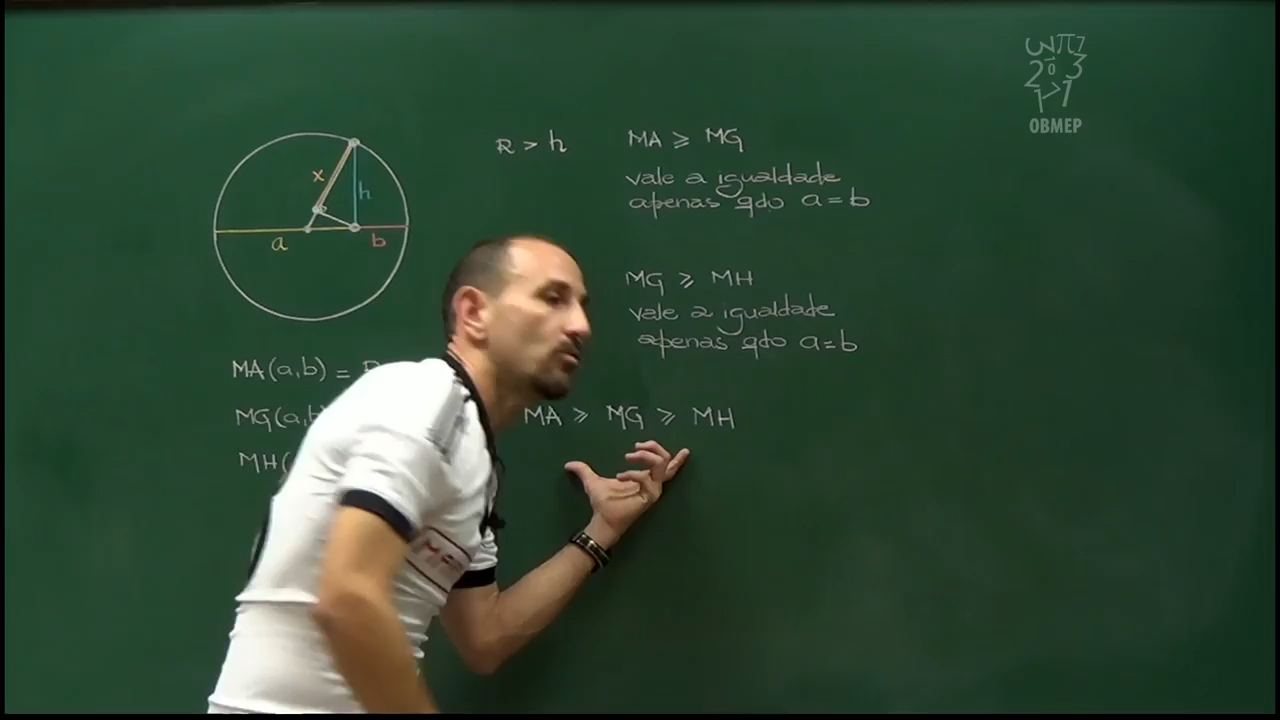 x
h
a
b
MA(a,b) =
MG(a,b
MH(
R > h
MA ⩾ MG
vale a igualdade
apenas qdo a = b
MG ⩾ MH
vale a igualdade
apenas qdo a = b
MA ⩾ MG ⩾ MH
OBMEP